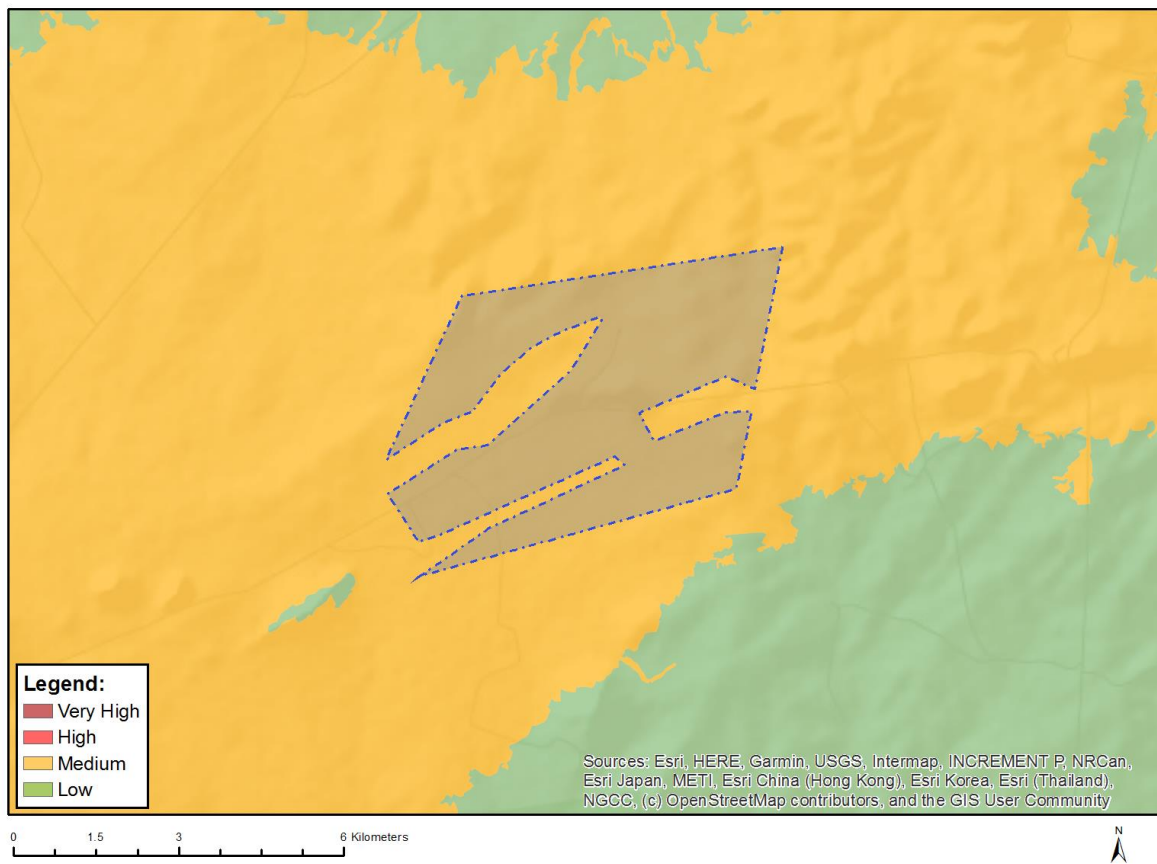 Legend:
Very High
High
Medium
Low
Sources: Esri, HERE, Garmin, USGS, Intermap, INCREMENT P, NRCan,
Esri Japan, METI, Esri China (Hong Kong), Esri Korea, Esri (Thailand),
NGCC, (c) OpenStreetMap contributors, and the GIS User Community
0 1.5 3 6 Kilometers
N